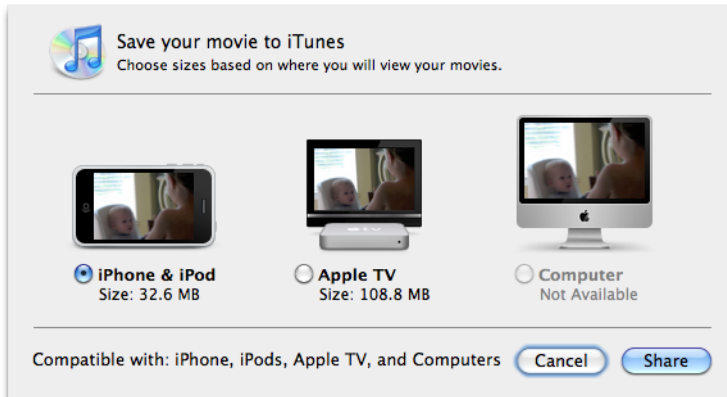 Save your movie to iTunes
Choose sizes based on where you will view your movies.
iPhone & iPod
Size: 32.6 MB
Apple TV
Size: 108.8 MB
Computer
Not Available
Compatible with: iPhone, iPods, Apple TV, and Computers
Cancel
Share